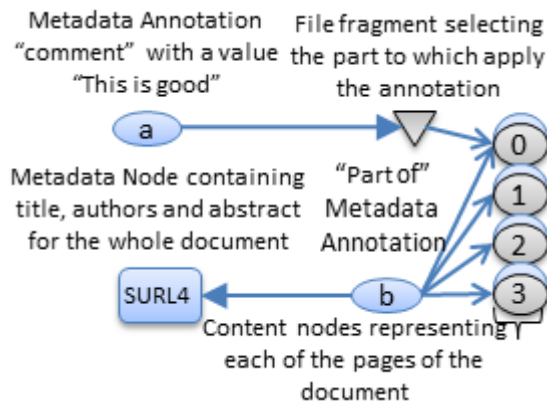 Metadata Annotation
“comment” with a value
“This is good”
File fragment selecting
the part to which apply
the annotation
a
0
Metadata Node containing
title, authors and abstract
for the whole document
“Part of”
Metadata
Annotation
1
2
3
SURL4
b
Content nodes representing
each of the pages of the
document